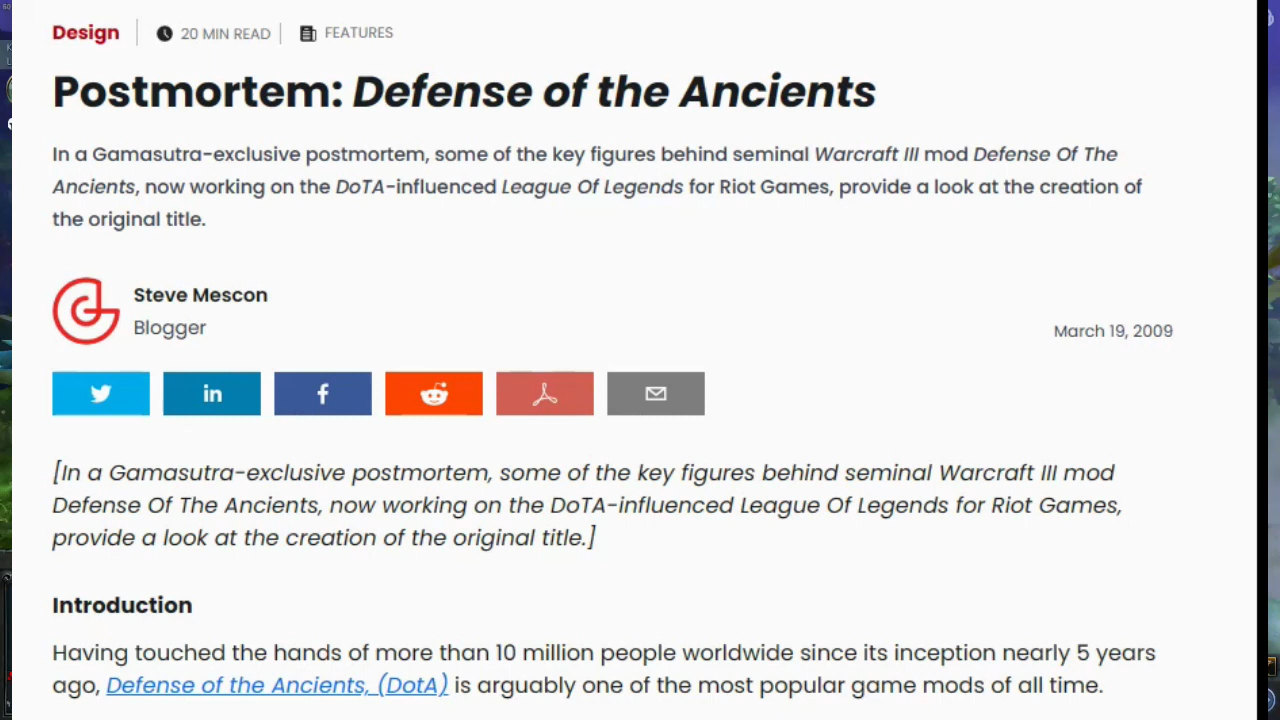 Design 20 MIN READ FEATURES
Postmortem: Defense of the Ancients
In a Gamasutra-exclusive postmortem, some of the key figures behind seminal Warcraft III mod Defense Of The
Ancients, now working on the DoTA-influenced League Of Legends for Riot Games, provide a look at the creation of
the original title.
Steve Mescon
Blogger
March 19, 2009
[In a Gamasutra-exclusive postmortem, some of the key figures behind seminal Warcraft III mod
Defense Of The Ancients, now working on the DoTA-influenced League Of Legends for Riot Games,
provide a look at the creation of the original title.]
Introduction
Having touched the hands of more than 10 million people worldwide since its inception nearly 5 years
ago, Defense of the Ancients, (DotA) is arguably one of the most popular game mods of all time.